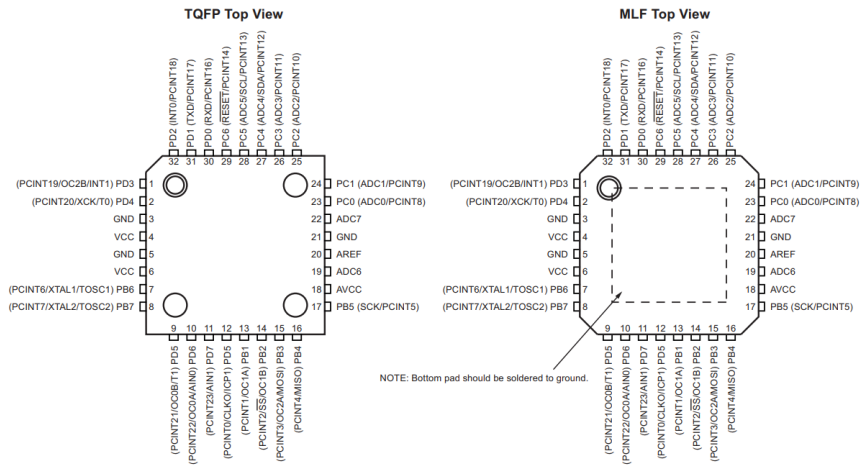 TQFP Top View
PD2 (INT0/PCINT18)
PD1 (TXD/PCINT17)
PD0 (RXD/PCINT16)
PC6 (RESET/PCINT14)
PC5 (ADC5/SCL/PCINT13)
PC4 (ADC4/SDA/PCINT12)
PC3 (ADC3/PCINT11)
PC2 (ADC2/PCINT10)
32 31 30 29 28 27 26 25
(PCINT19/OC2B/INT1) PD3 1
(PCINT20/XCK/T0) PD4 2
GND 3
VCC 4
GND 5
VCC 6
(PCINT6/XTAL1/TOSC1) PB6 7
(PCINT7/XTAL2/TOSC2) PB7 8
24 PC1 (ADC1/PCINT9)
23 PC0 (ADC0/PCINT8)
22 ADC7
21 GND
20 AREF
19 ADC6
18 AVCC
17 PB5 (SCK/PCINT5)
9 10 11 12 13 14 15 16
(PCINT21/OC0B/T1) PD5
(PCINT22/OC0A/AIN0) PD6
(PCINT23/AIN1) PD7
(PCINT0/CLKO/ICP1) PD5
(PCINT1/OC1A) PB1
(PCINT2/SS/OC1B) PB2
(PCINT3/OC2A/MOSI) PB3
(PCINT4/MISO) PB4
MLF Top View
PD2 (INT0/PCINT18)
PD1 (TXD/PCINT17)
PD0 (RXD/PCINT16)
PC6 (RESET/PCINT14)
PC5 (ADC5/SCL/PCINT13)
PC4 (ADC4/SDA/PCINT12)
PC3 (ADC3/PCINT11)
PC2 (ADC2/PCINT10)
32 31 30 29 28 27 26 25
(PCINT19/OC2B/INT1) PD3 1
(PCINT20/XCK/T0) PD4 2
GND 3
VCC 4
GND 5
VCC 6
(PCINT6/XTAL1/TOSC1) PB6 7
(PCINT7/XTAL2/TOSC2) PB7 8
24 PC1 (ADC1/PCINT9)
23 PC0 (ADC0/PCINT8)
22 ADC7
21 GND
20 AREF
19 ADC6
18 AVCC
17 PB5 (SCK/PCINT5)
9 10 11 12 13 14 15 16
(PCINT21/OC0B/T1) PD5
(PCINT22/OC0A/AIN0) PD6
(PCINT23/AIN1) PD7
(PCINT0/CLKO/ICP1) PD5
(PCINT1/OC1A) PB1
(PCINT2/SS/OC1B) PB2
(PCINT3/OC2A/MOSI) PB3
(PCINT4/MISO) PB4
NOTE: Bottom pad should be soldered to ground.